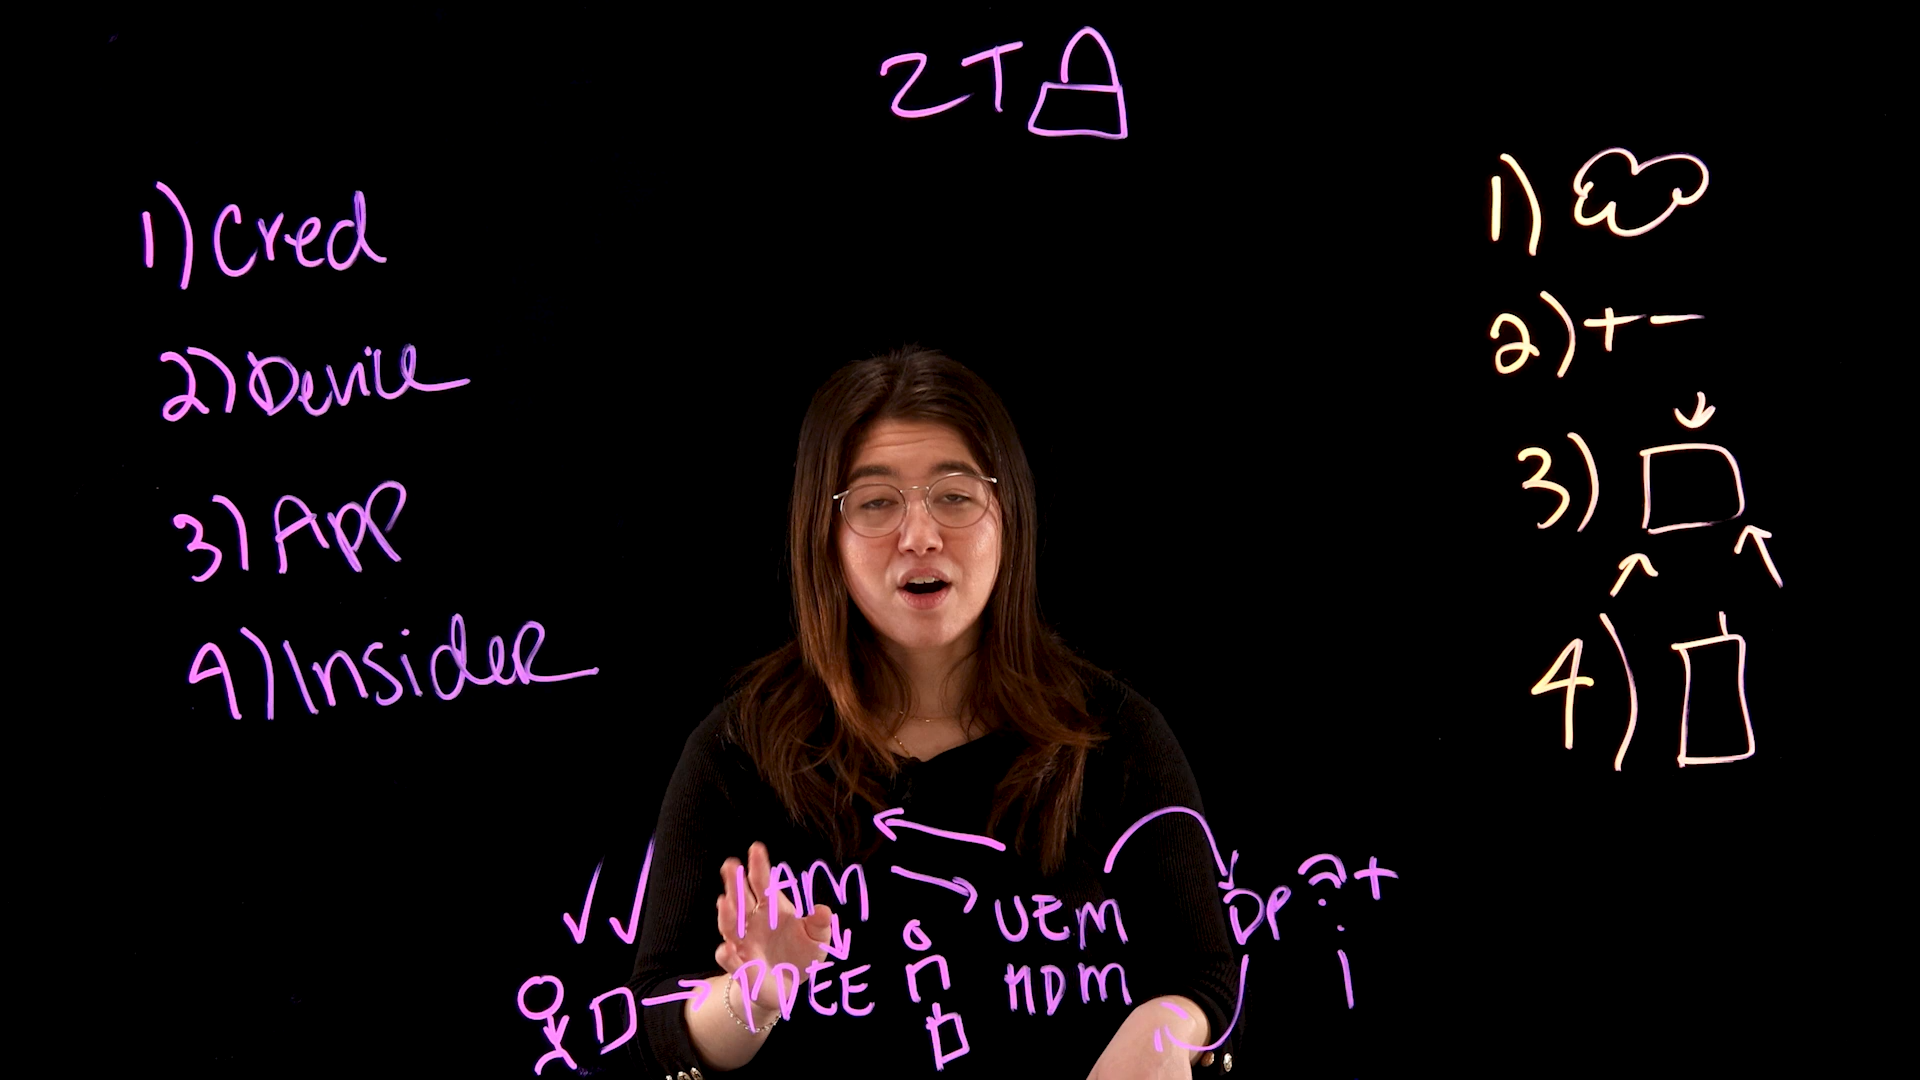 ZT
1) Cred
2) Device
3) App
4) Insider
1)
2) + -
3)
4)
IAM
UEM
DP ? +
PDEE
MDM